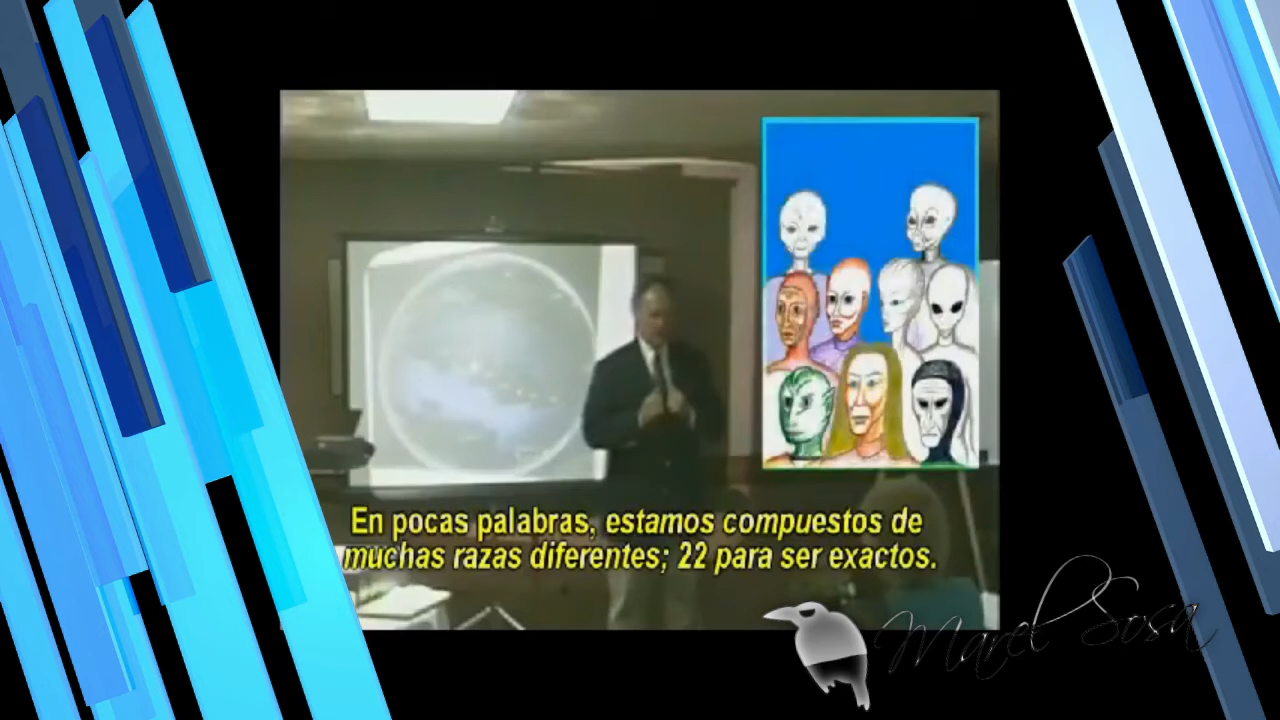 En pocas palabras, estamos compuestos de
muchas razas diferentes; 22 para ser exactos.
Marel Sosa